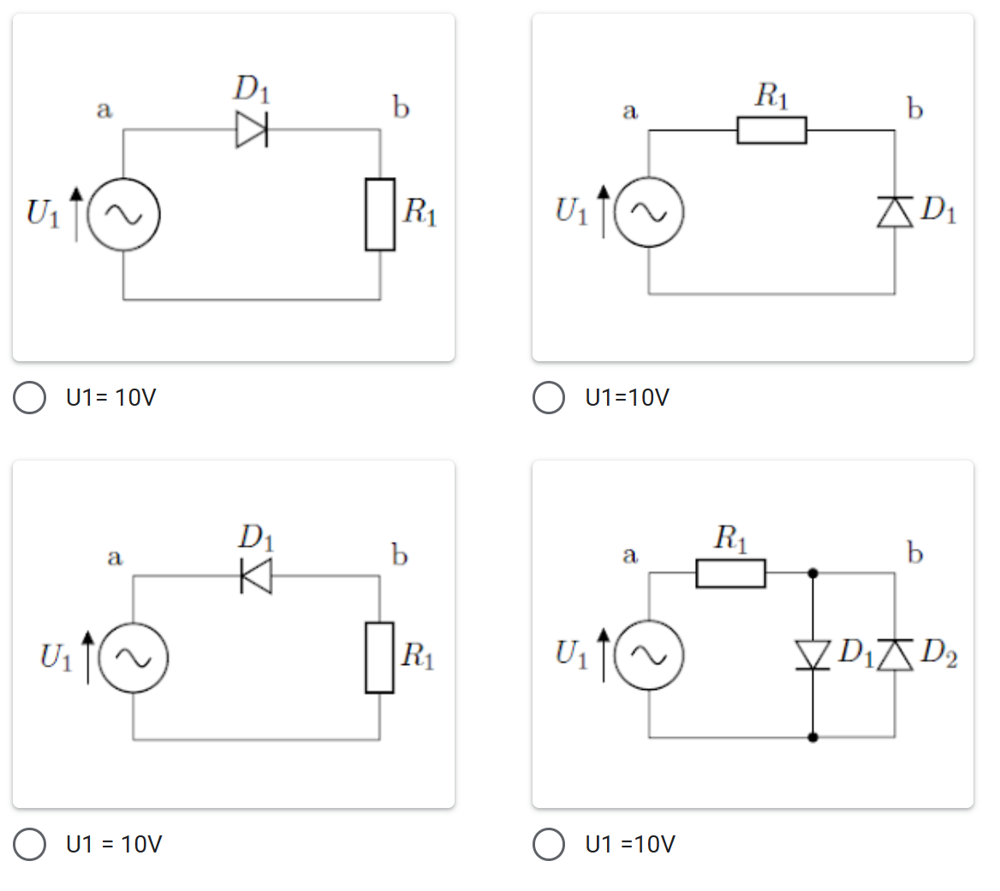 D1
a
b
U1
R1
U1= 10V
R1
a
b
U1
D1
U1=10V
D1
a
b
U1
R1
U1 = 10V
R1
a
b
U1
D1
D2
U1 =10V